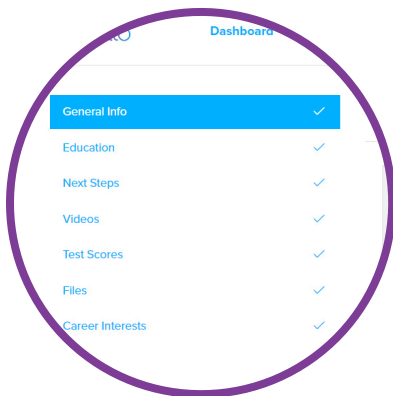 Dashboard
General Info
Education
Next Steps
Videos
Test Scores
Files
Career Interests